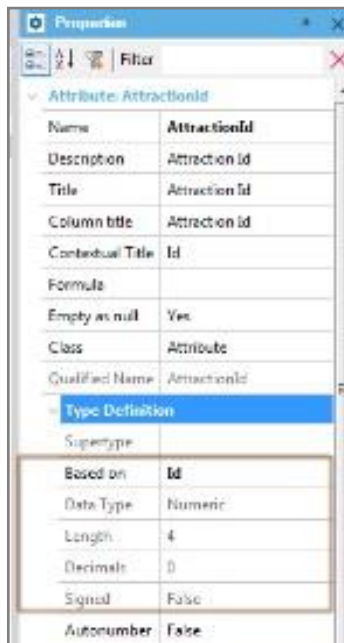 Properties
Filter
Attribute: AttractionId
Name AttractionId
Description Attraction Id
Title Attraction Id
Column title Attraction Id
Contextual Title Id
Formula
Empty as null Yes
Class Attribute
Qualified Name AttractionId
Type Definition
Supertype
Based on Id
Data Type Numeric
Length 4
Decimals 0
Signed False
Autonumber False